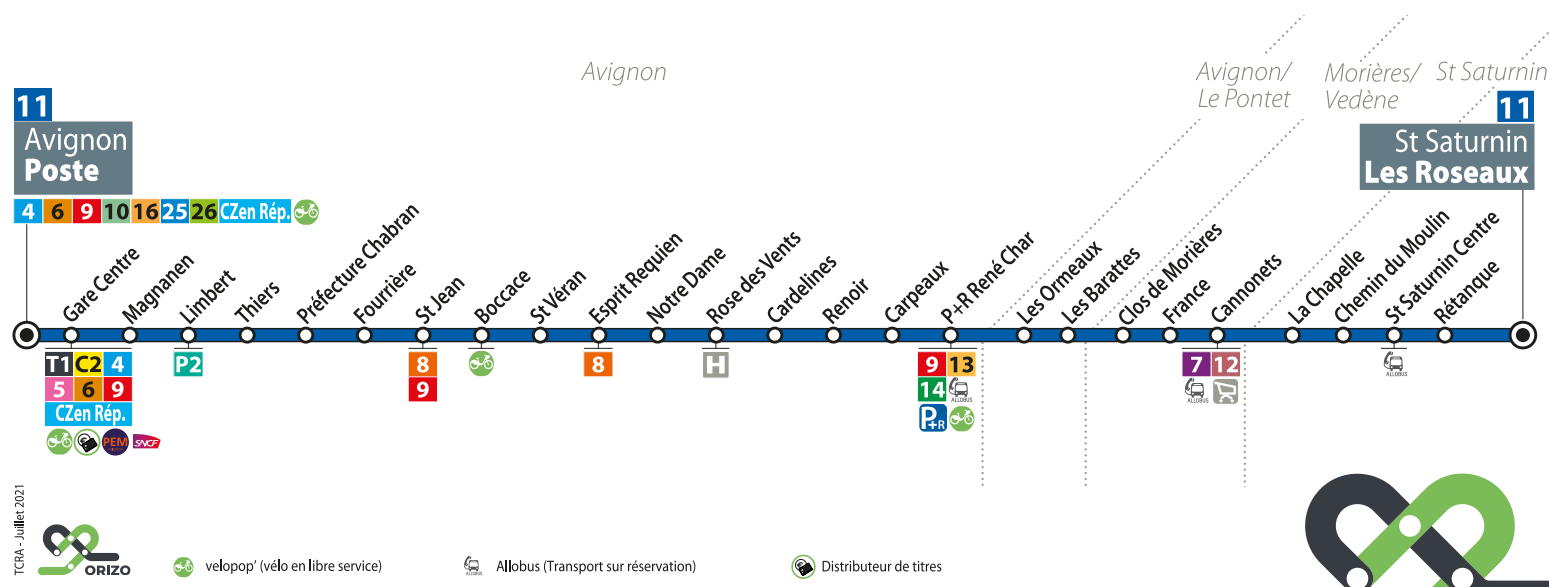 Avignon
Avignon/
Le Pontet
Morières/
Vedène
St Saturnin
11
Avignon
Poste
4 6 9 10 16 25 26 CZen Rép.
11
St Saturnin
Les Roseaux
Gare Centre
Magnanen
Limbert
Thiers
Préfecture Chabran
Fourrière
St Jean
Boccace
St Véran
Esprit Requien
Notre Dame
Rose des Vents
Cardelines
Renoir
Carpeaux
P+R René Char
Les Ormeaux
Les Barattes
Clos de Morières
France
Cannonets
La Chapelle
Chemin du Moulin
St Saturnin Centre
Rétanque
T1 C2 4
5 6 9
CZen Rép.
PEM SNCF
P2
8
9
8
H
9 13
14 ALLOBUS
P+R
7 12
ALLOBUS
ALLOBUS
TCRA - Juillet 2021
ORIZO
velopop' (vélo en libre service)
ALLOBUS
Allobus (Transport sur réservation)
Distributeur de titres